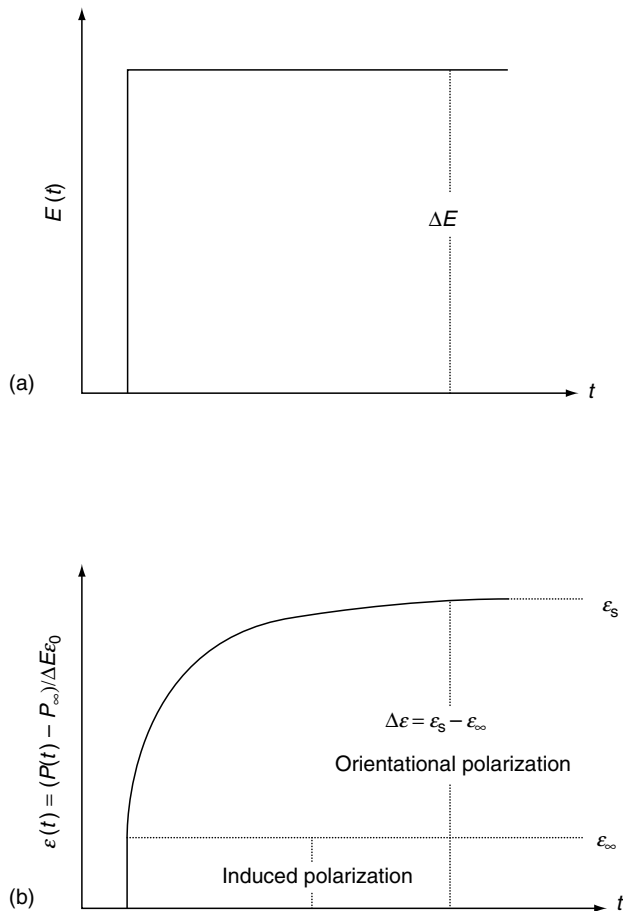 E(t)
ΔE
(a)
t
ε(t) = (P(t) − P∞)/ΔEε0
εs
Δε = εs − ε∞
Orientational polarization
ε∞
Induced polarization
(b)
t